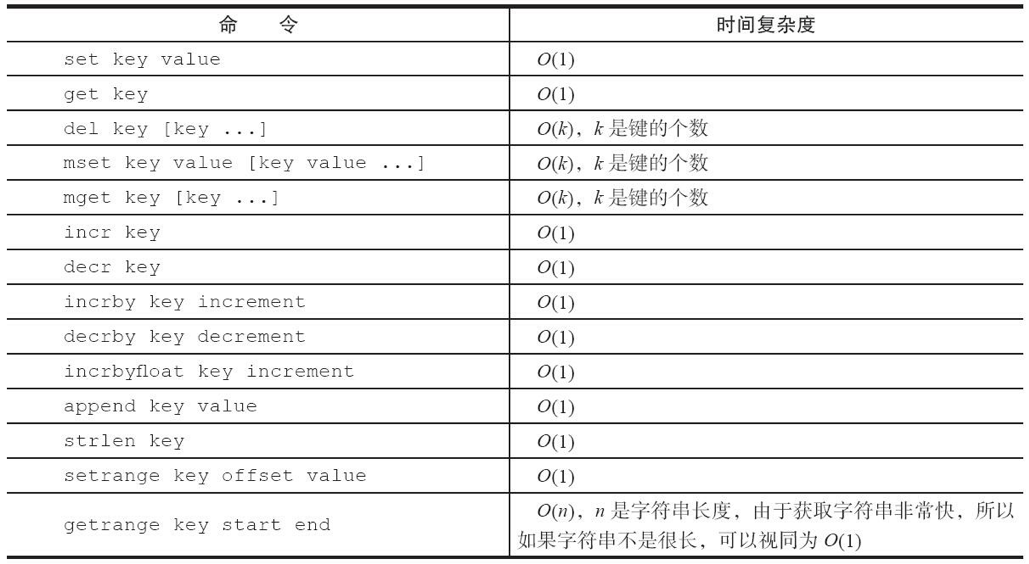 命 令 时间复杂度
set key value O(1)
get key O(1)
del key [key ...] O(k)，k 是键的个数
mset key value [key value ...] O(k)，k 是键的个数
mget key [key ...] O(k)，k 是键的个数
incr key O(1)
decr key O(1)
incrby key increment O(1)
decrby key decrement O(1)
incrbyfloat key increment O(1)
append key value O(1)
strlen key O(1)
setrange key offset value O(1)
getrange key start end O(n)，n 是字符串长度，由于获取字符串非常快，所以
如果字符串不是很长，可以视同为 O(1)